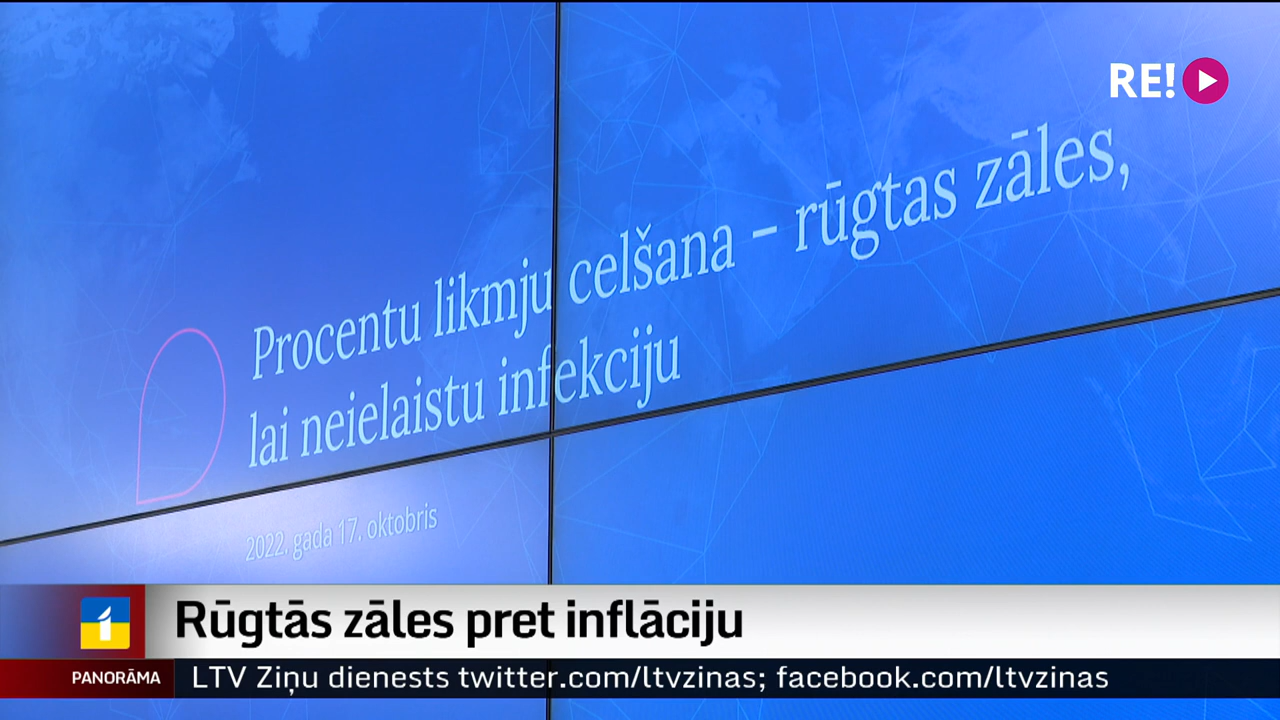 RE!
Procentu likmju celšana – rūgtas zāles,
lai neielaistu infekciju
2022. gada 17. oktobris
1
Rūgtās zāles pret inflāciju
PANORĀMA
LTV Ziņu dienests twitter.com/ltvzinas; facebook.com/ltvzinas